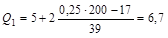 Q₁ = 5 + 2 (0,25 · 200 − 17) / 39 = 6,7